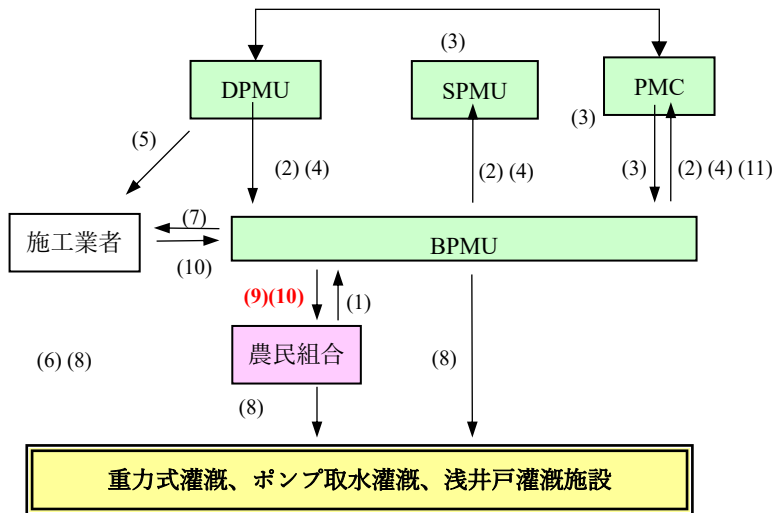 (3)
DPMU
SPMU
PMC
(3)
(5)
(2) (4)
(2) (4)
(3)
(2) (4) (11)
施工業者
(7)
(10)
BPMU
(9)(10)
(1)
農民組合
(6) (8)
(8)
(8)
重力式灌漑、ポンプ取水灌漑、浅井戸灌漑施設